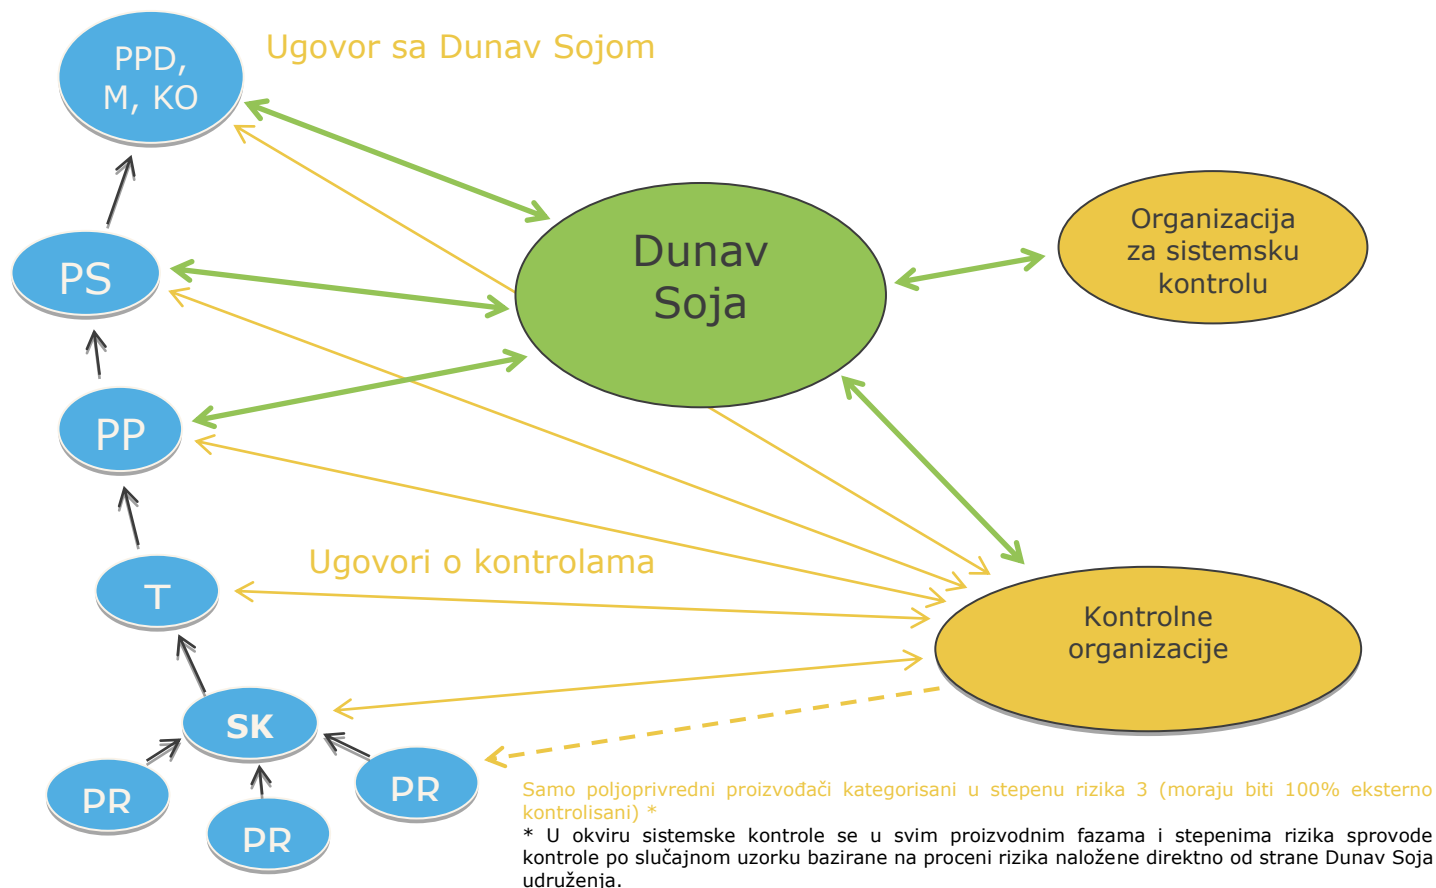 Ugovor sa Dunav Sojom
PPD,
M, KO
Dunav
Soja
Organizacija
za sistemsku
kontrolu
PS
PP
Ugovori o kontrolama
T
Kontrolne
organizacije
SK
PR
PR
PR
Samo poljoprivredni proizvođači kategorisani u stepenu rizika 3 (moraju biti 100% eksterno
kontrolisani) *
* U okviru sistemske kontrole se u svim proizvodnim fazama i stepenima rizika sprovode
kontrole po slučajnom uzorku bazirane na proceni rizika naložene direktno od strane Dunav Soja
udruženja.